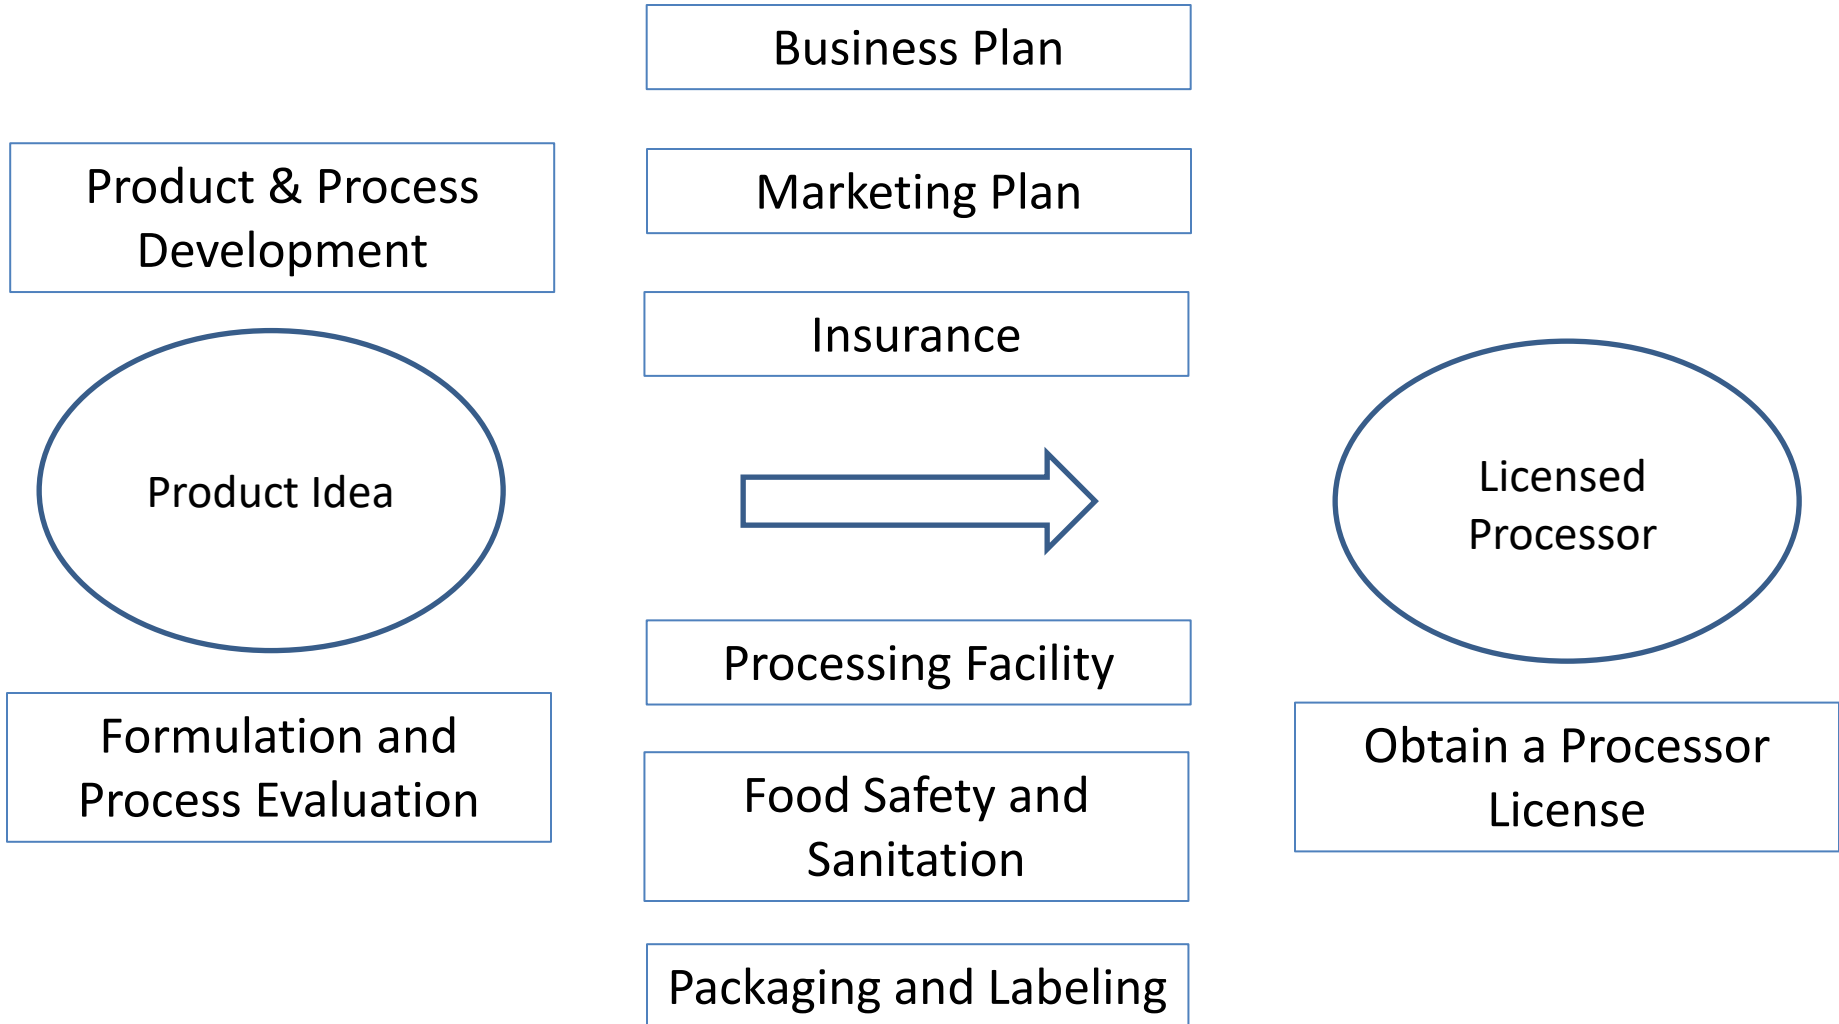 Business Plan
Product & Process
Development
Marketing Plan
Insurance
Product Idea
Licensed
Processor
Processing Facility
Formulation and
Process Evaluation
Food Safety and
Sanitation
Obtain a Processor
License
Packaging and Labeling